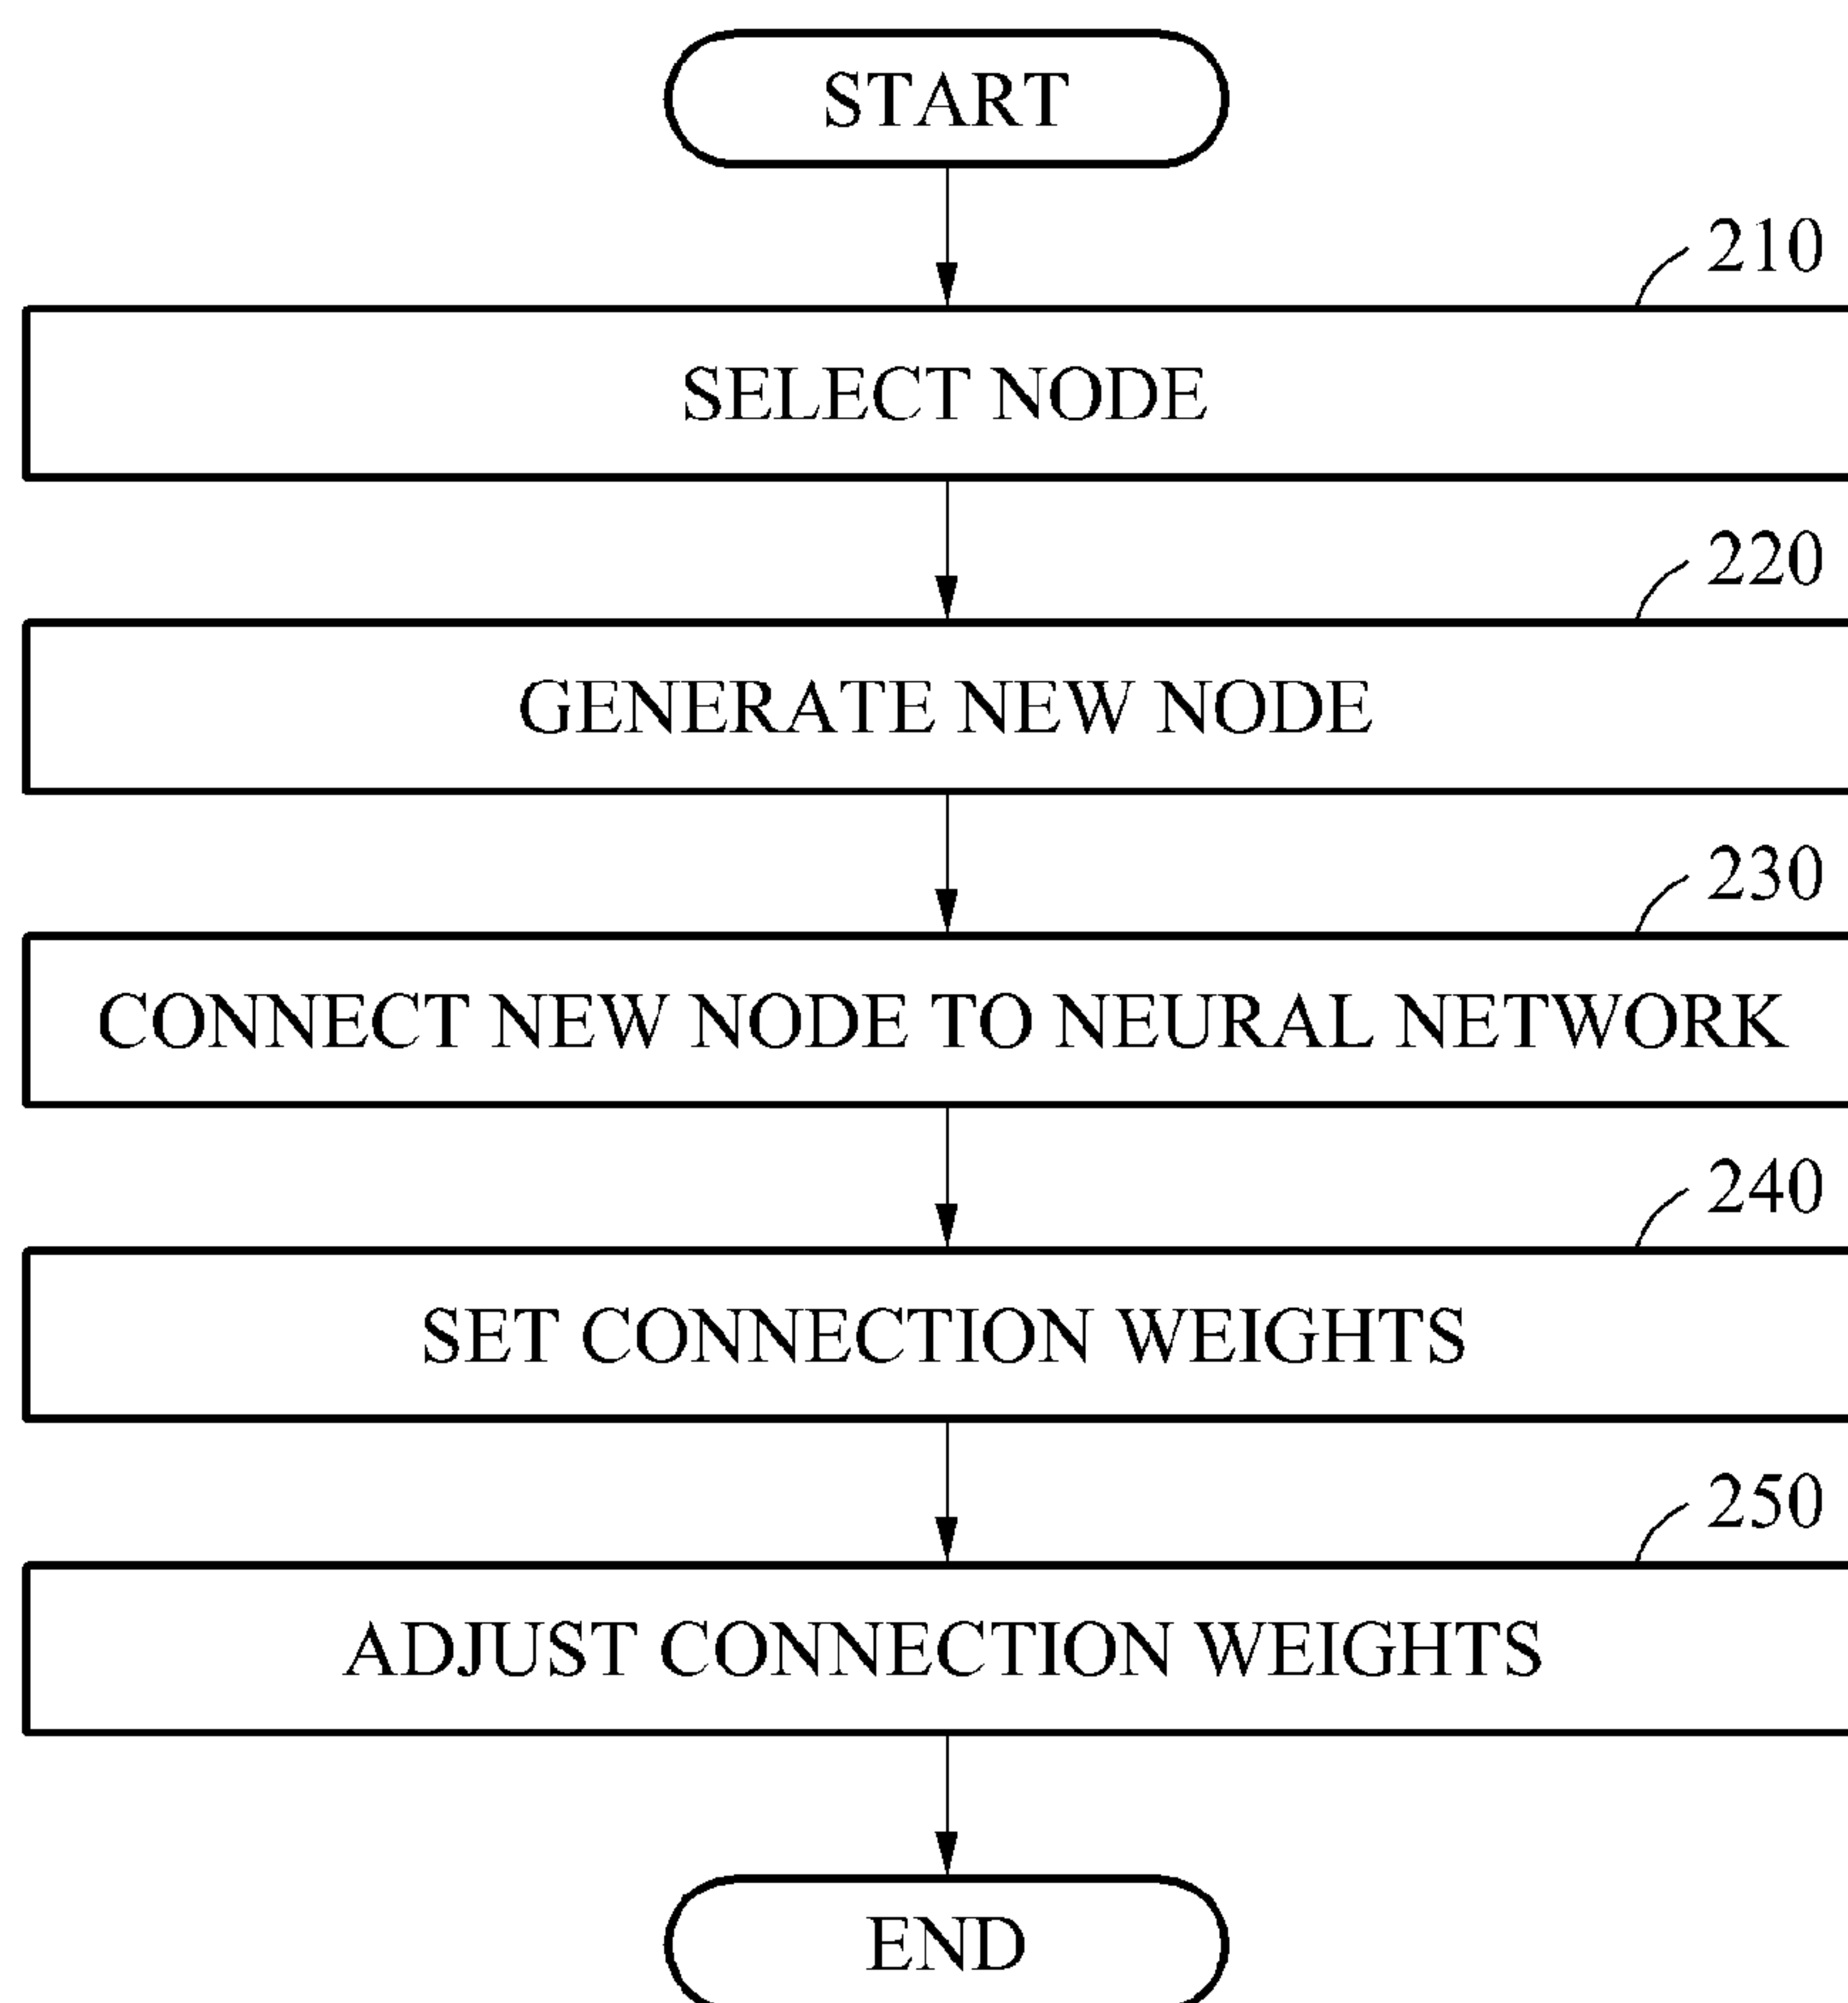 START
210
SELECT NODE
220
GENERATE NEW NODE
230
CONNECT NEW NODE TO NEURAL NETWORK
240
SET CONNECTION WEIGHTS
250
ADJUST CONNECTION WEIGHTS
END